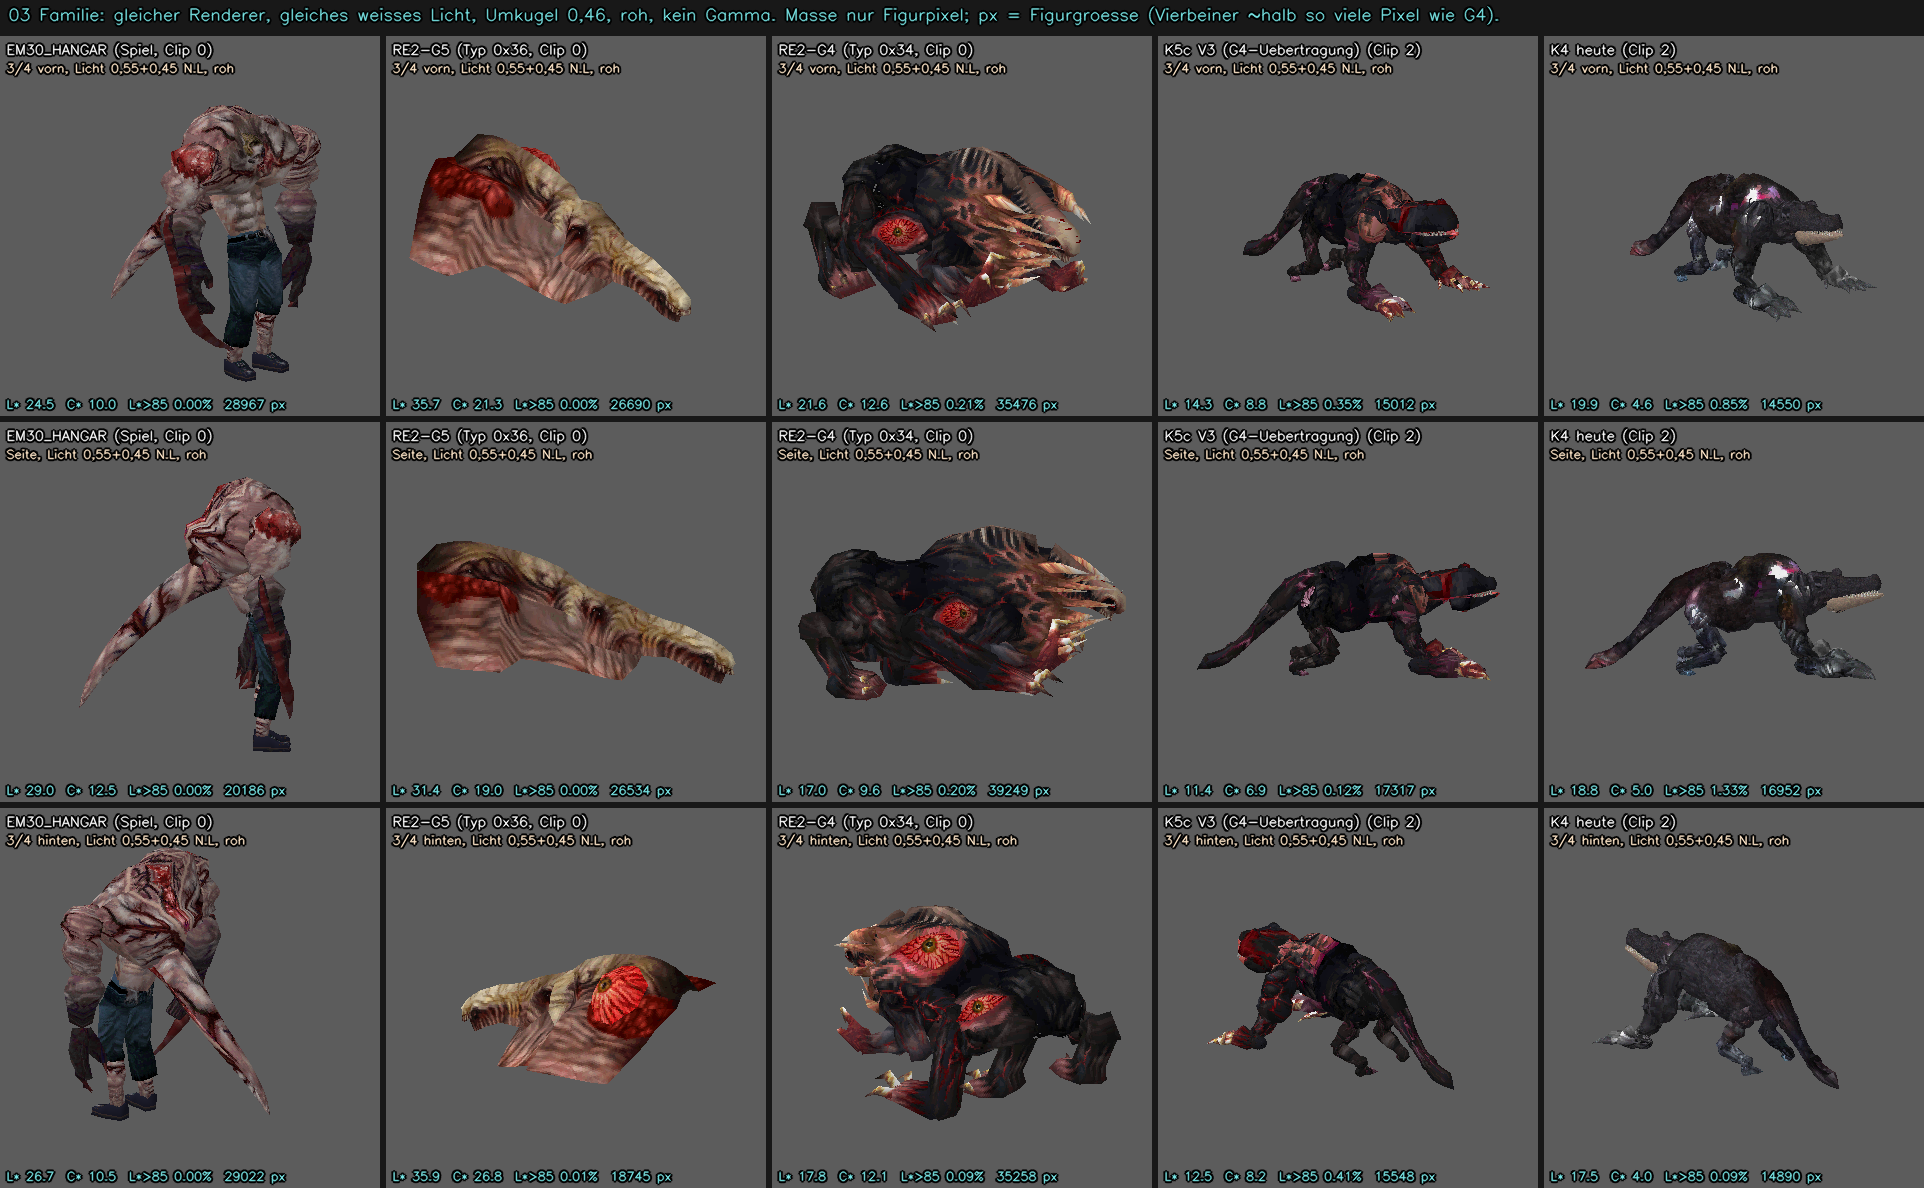 03 Familie: gleicher Renderer, gleiches weisses Licht, Umkugel 0,46, roh, kein Gamma. Masse nur Figurpixel; px = Figurgroesse (Vierbeiner ~halb so viele Pixel wie G4).
EM30_HANGAR (Spiel, Clip 0)
3/4 vorn, Licht 0,55+0,45 N.L, roh
L* 24.5 C* 10.0 L*>85 0.00% 28967 px
RE2-G5 (Typ 0x36, Clip 0)
3/4 vorn, Licht 0,55+0,45 N.L, roh
L* 35.7 C* 21.3 L*>85 0.00% 26690 px
RE2-G4 (Typ 0x34, Clip 0)
3/4 vorn, Licht 0,55+0,45 N.L, roh
L* 21.6 C* 12.6 L*>85 0.21% 35476 px
K5c V3 (G4-Uebertragung) (Clip 2)
3/4 vorn, Licht 0,55+0,45 N.L, roh
L* 14.3 C* 8.8 L*>85 0.35% 15012 px
K4 heute (Clip 2)
3/4 vorn, Licht 0,55+0,45 N.L, roh
L* 19.9 C* 4.6 L*>85 0.85% 14550 px
EM30_HANGAR (Spiel, Clip 0)
Seite, Licht 0,55+0,45 N.L, roh
L* 29.0 C* 12.5 L*>85 0.00% 20186 px
RE2-G5 (Typ 0x36, Clip 0)
Seite, Licht 0,55+0,45 N.L, roh
L* 31.4 C* 19.0 L*>85 0.00% 26534 px
RE2-G4 (Typ 0x34, Clip 0)
Seite, Licht 0,55+0,45 N.L, roh
L* 17.0 C* 9.6 L*>85 0.20% 39249 px
K5c V3 (G4-Uebertragung) (Clip 2)
Seite, Licht 0,55+0,45 N.L, roh
L* 11.4 C* 6.9 L*>85 0.12% 17317 px
K4 heute (Clip 2)
Seite, Licht 0,55+0,45 N.L, roh
L* 18.8 C* 5.0 L*>85 1.33% 16952 px
EM30_HANGAR (Spiel, Clip 0)
3/4 hinten, Licht 0,55+0,45 N.L, roh
L* 26.7 C* 10.5 L*>85 0.00% 29022 px
RE2-G5 (Typ 0x36, Clip 0)
3/4 hinten, Licht 0,55+0,45 N.L, roh
L* 35.9 C* 26.8 L*>85 0.01% 18745 px
RE2-G4 (Typ 0x34, Clip 0)
3/4 hinten, Licht 0,55+0,45 N.L, roh
L* 17.8 C* 12.1 L*>85 0.09% 35258 px
K5c V3 (G4-Uebertragung) (Clip 2)
3/4 hinten, Licht 0,55+0,45 N.L, roh
L* 12.5 C* 8.2 L*>85 0.41% 15548 px
K4 heute (Clip 2)
3/4 hinten, Licht 0,55+0,45 N.L, roh
L* 17.5 C* 4.0 L*>85 0.09% 14890 px